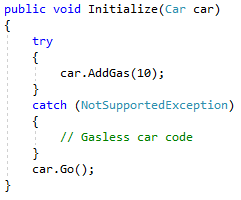 public void Initialize(Car car)
{
    try
    {
        car.AddGas(10);
    }
    catch (NotSupportedException)
    {
        // Gasless car code
    }
    car.Go();
}